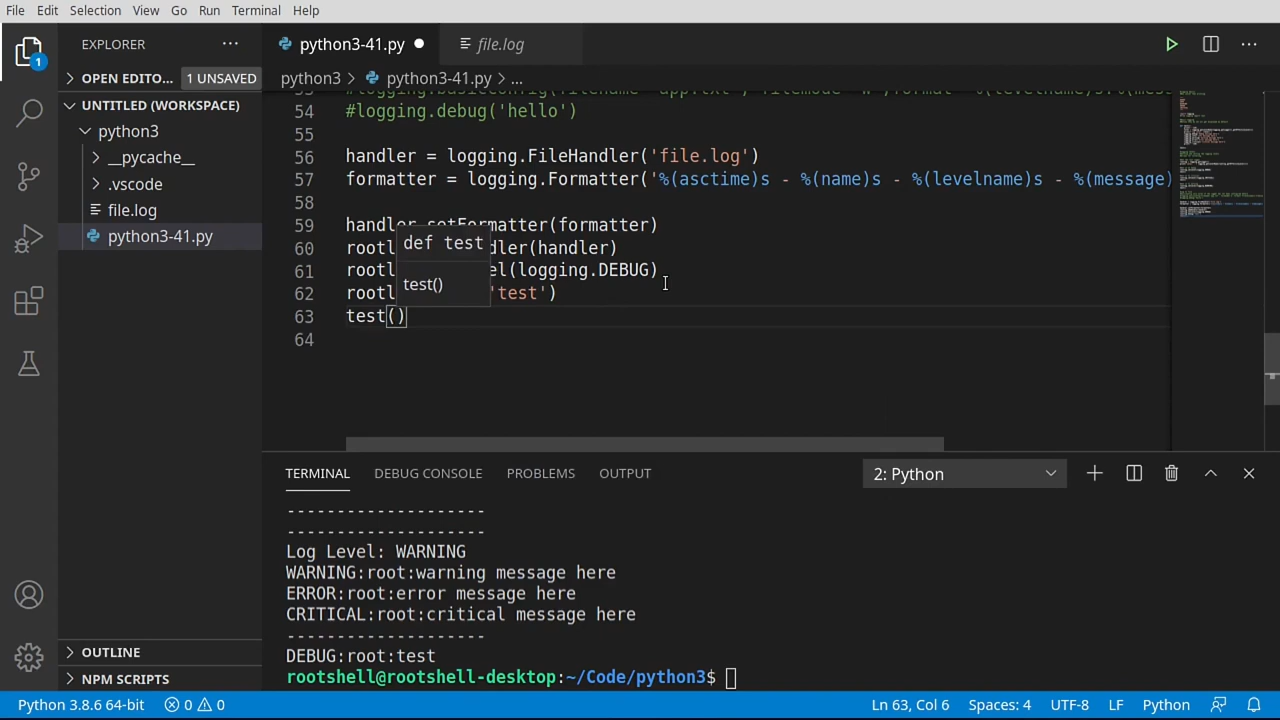 File Edit Selection View Go Run Terminal Help
EXPLORER ···
python3-41.py ●
file.log
OPEN EDITO... 1 UNSAVED
python3 > python3-41.py > ...
UNTITLED (WORKSPACE)
python3
__pycache__
.vscode
file.log
python3-41.py
1
54 #logging.debug('hello')
55
56 handler = logging.FileHandler('file.log')
57 formatter = logging.Formatter('%(asctime)s - %(name)s - %(levelname)s - %(message)
58
59 handler setFormatter(formatter)
60 rootl dler(handler)
61 rootl el(logging.DEBUG)
62 rootl 'test')
63 test()
64
def test
test()
TERMINAL DEBUG CONSOLE PROBLEMS OUTPUT 2: Python
--------------------
--------------------
Log Level: WARNING
WARNING:root:warning message here
ERROR:root:error message here
CRITICAL:root:critical message here
--------------------
DEBUG:root:test
rootshell@rootshell-desktop:~/Code/python3$
OUTLINE
NPM SCRIPTS
Python 3.8.6 64-bit 0 0 Ln 63, Col 6 Spaces: 4 UTF-8 LF Python